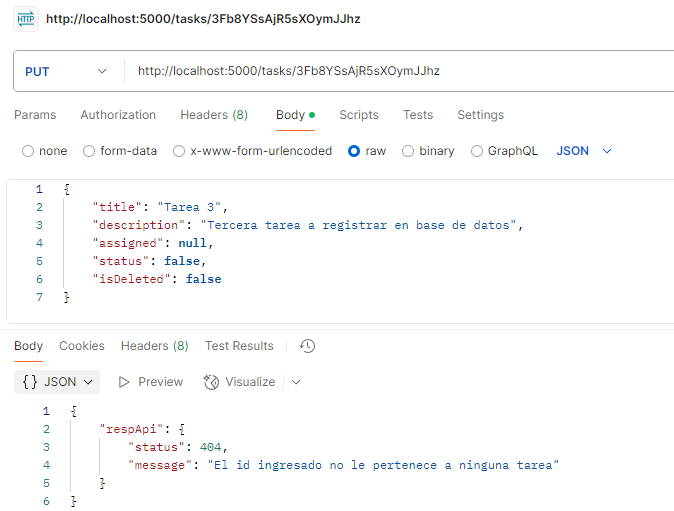 HTTP http://localhost:5000/tasks/3Fb8YSsAjR5sXOymJJhz
PUT http://localhost:5000/tasks/3Fb8YSsAjR5sXOymJJhz
Params Authorization Headers (8) Body Scripts Tests Settings
none form-data x-www-form-urlencoded raw binary GraphQL JSON
1 {
2 "title": "Tarea 3",
3 "description": "Tercera tarea a registrar en base de datos",
4 "assigned": null,
5 "status": false,
6 "isDeleted": false
7 }
Body Cookies Headers (8) Test Results
{} JSON Preview Visualize
1 {
2 "respApi": {
3 "status": 404,
4 "message": "El id ingresado no le pertenece a ninguna tarea"
5 }
6 }